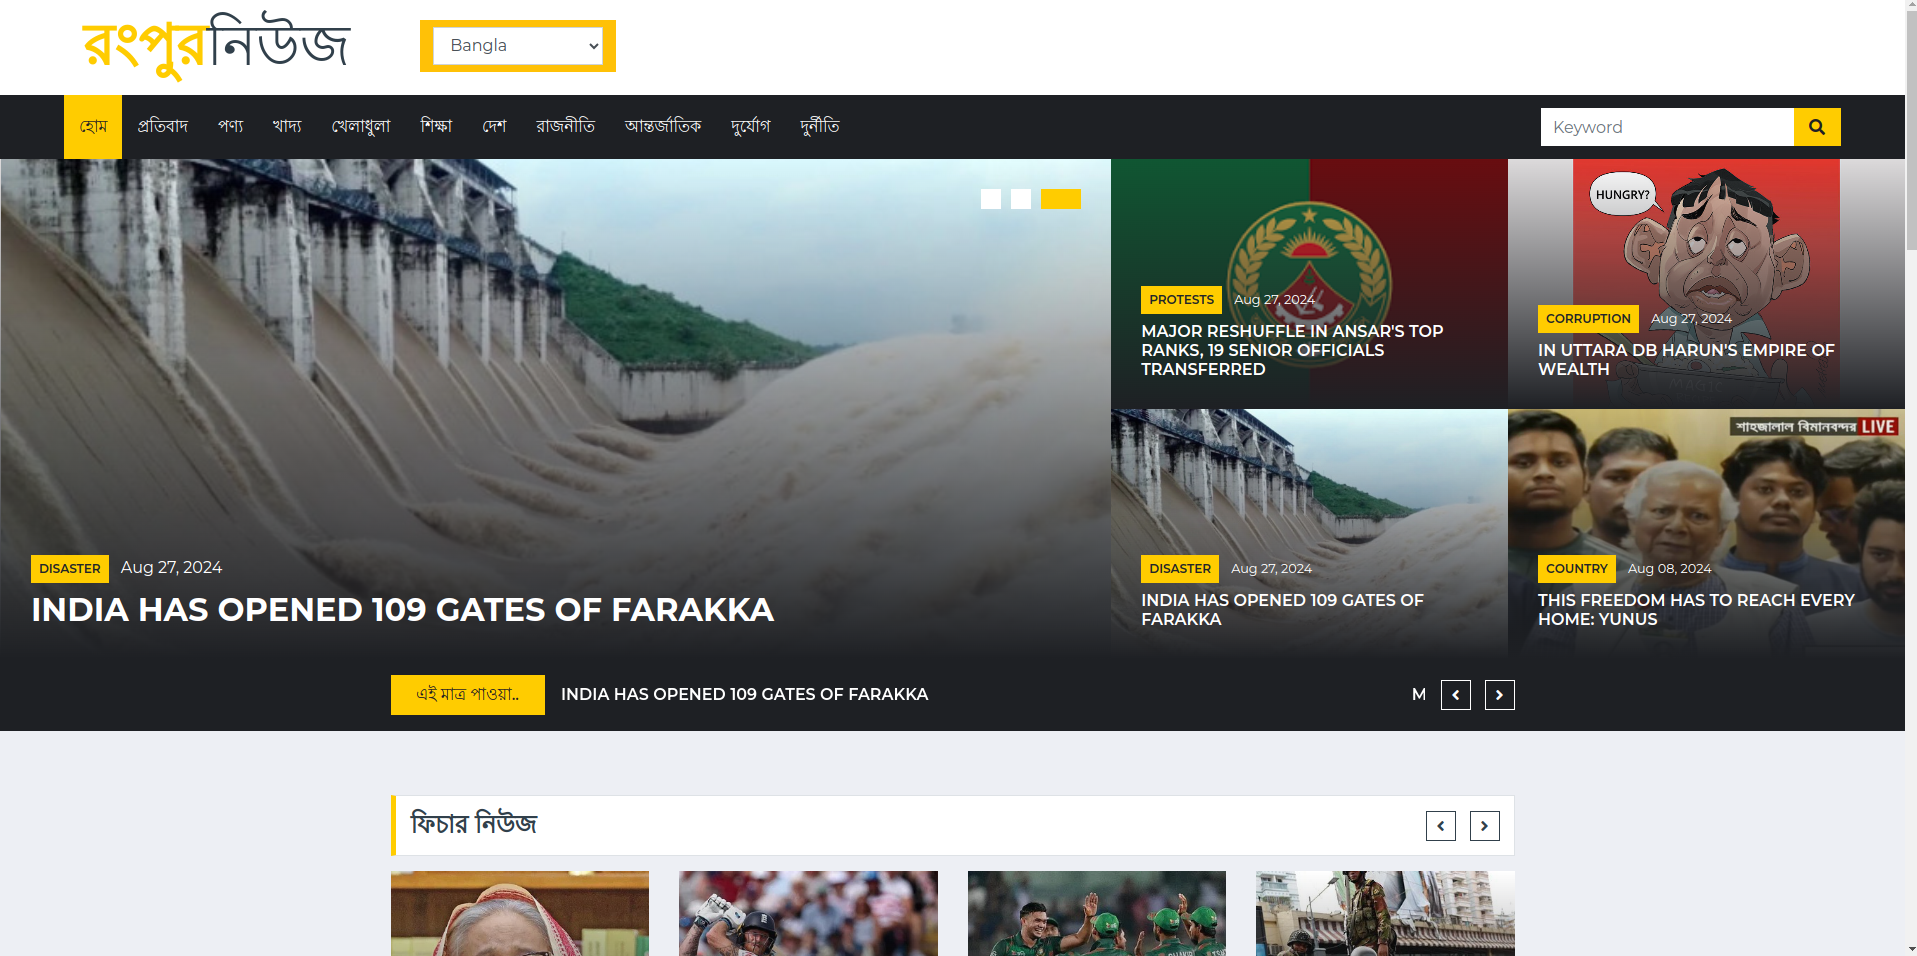 রংপুরনিউজ
Bangla
হোম প্রতিবাদ পণ্য খাদ্য খেলাধুলা শিক্ষা দেশ রাজনীতি আন্তর্জাতিক দুর্যোগ দুর্নীতি
Keyword
DISASTER Aug 27, 2024
INDIA HAS OPENED 109 GATES OF FARAKKA
PROTESTS Aug 27, 2024
MAJOR RESHUFFLE IN ANSAR'S TOP
RANKS, 19 SENIOR OFFICIALS
TRANSFERRED
HUNGRY?
CORRUPTION Aug 27, 2024
IN UTTARA DB HARUN'S EMPIRE OF
WEALTH
DISASTER Aug 27, 2024
INDIA HAS OPENED 109 GATES OF
FARAKKA
শাহজালাল বিমানবন্দর LIVE
COUNTRY Aug 08, 2024
THIS FREEDOM HAS TO REACH EVERY
HOME: YUNUS
এই মাত্র পাওয়া.. INDIA HAS OPENED 109 GATES OF FARAKKA M
ফিচার নিউজ